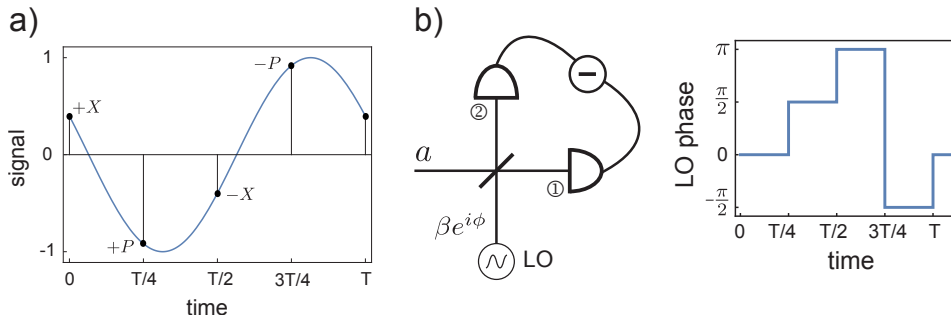 a)
signal
1
0
-1
+X
+P
-X
-P
0
T/4
T/2
3T/4
T
time
b)
a
βe^{iϕ}
LO
①
②
−
LO phase
π
π/2
0
-π/2
0
T/4
T/2
3T/4
T
time